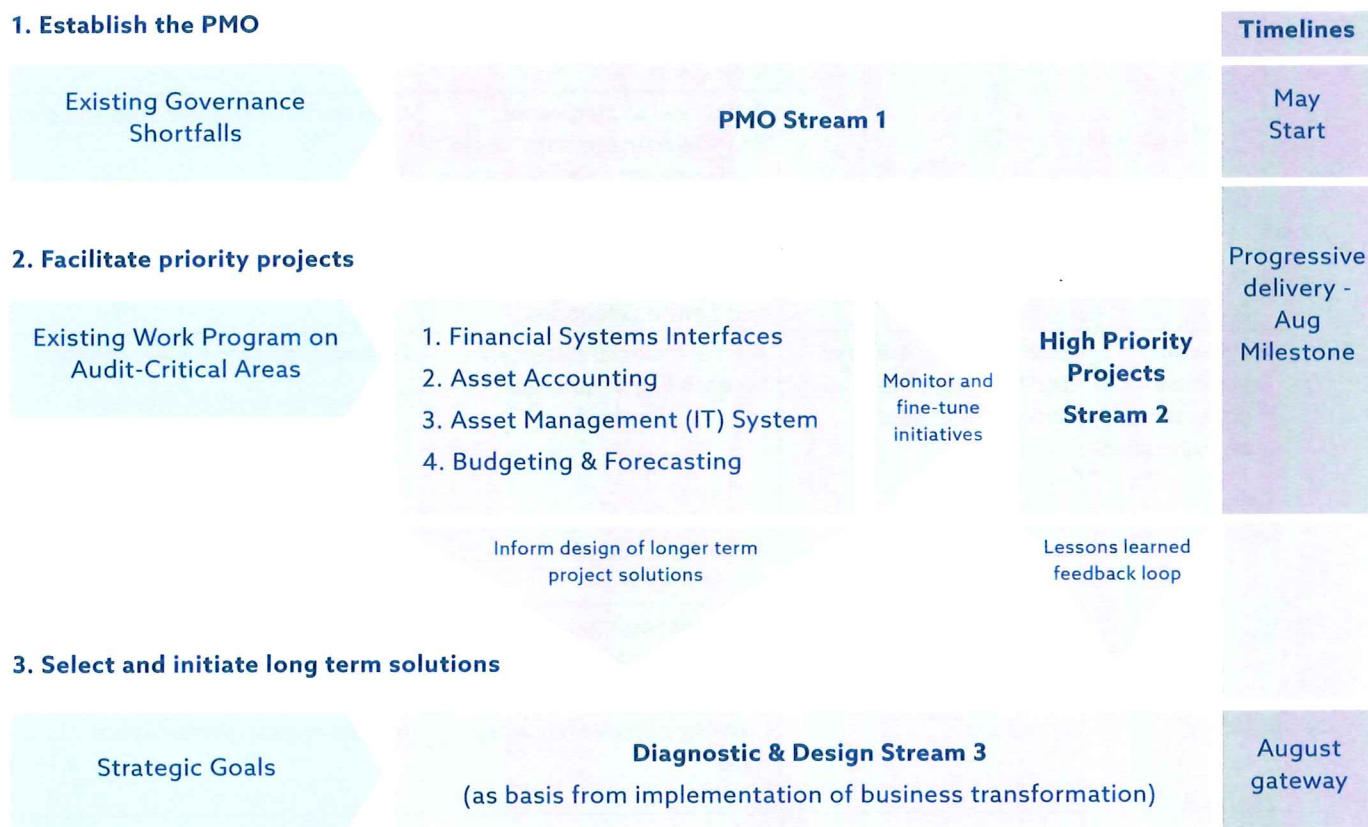 1. Establish the PMO
Timelines
Existing Governance
Shortfalls
PMO Stream 1
May
Start
2. Facilitate priority projects
Existing Work Program on
Audit-Critical Areas
1. Financial Systems Interfaces
2. Asset Accounting
3. Asset Management (IT) System
4. Budgeting & Forecasting
Monitor and
fine-tune
initiatives
High Priority
Projects
Stream 2
Progressive
delivery -
Aug
Milestone
Inform design of longer term
project solutions
Lessons learned
feedback loop
3. Select and initiate long term solutions
Strategic Goals
Diagnostic & Design Stream 3
(as basis from implementation of business transformation)
August
gateway